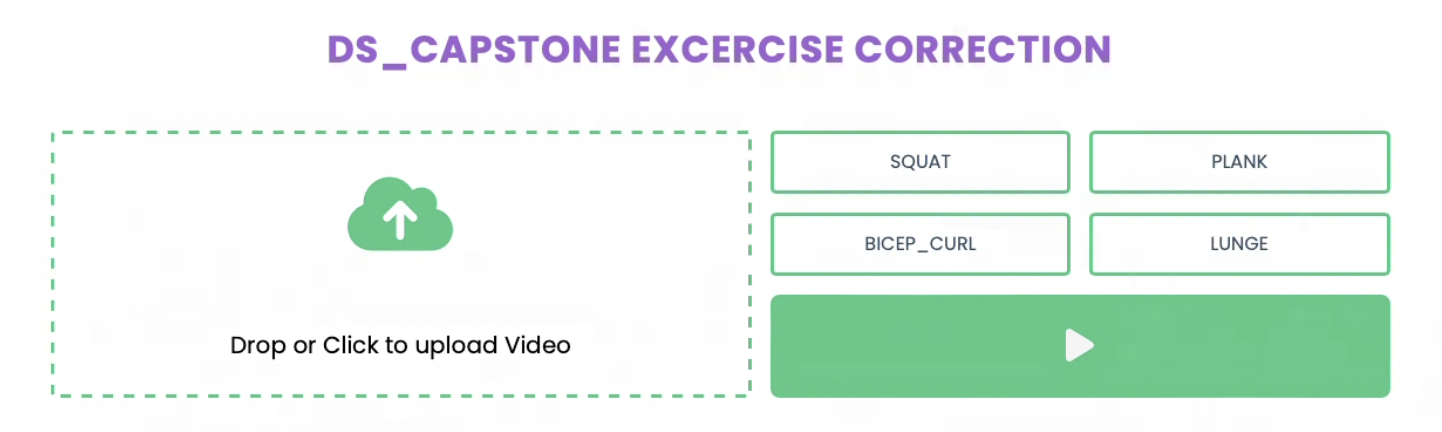 DS_CAPSTONE EXCERCISE CORRECTION
Drop or Click to upload Video
SQUAT
PLANK
BICEP_CURL
LUNGE